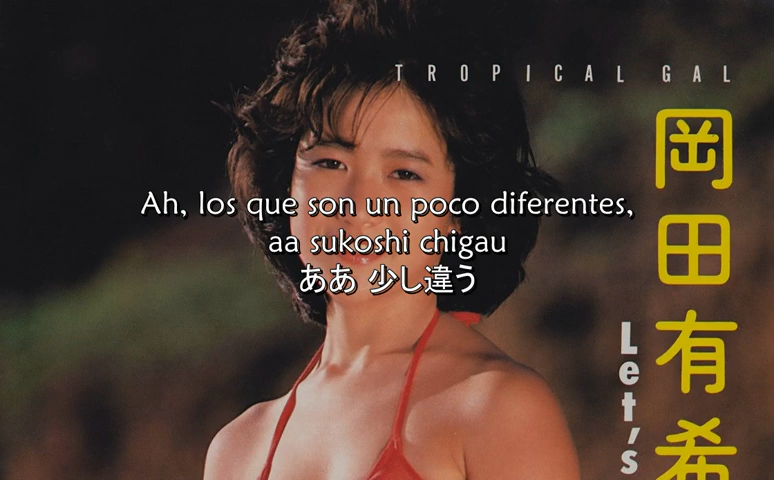 TROPICAL GAL
岡田有希
Let's
Ah, los que son un poco diferentes,
aa sukoshi chigau
ああ 少し違う